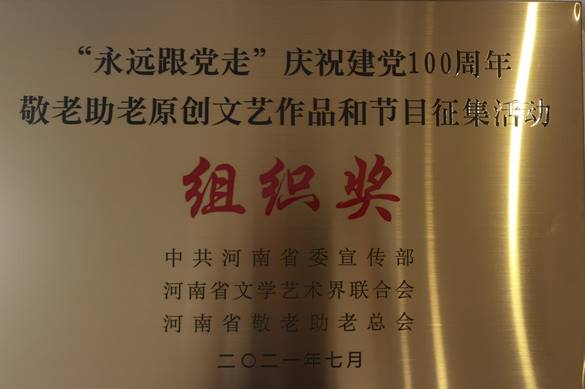 “永远跟党走”庆祝建党100周年
敬老助老原创文艺作品和节目征集活动
组织奖
中共河南省委宣传部
河南省文学艺术界联合会
河南省敬老助老总会
二〇二一年七月